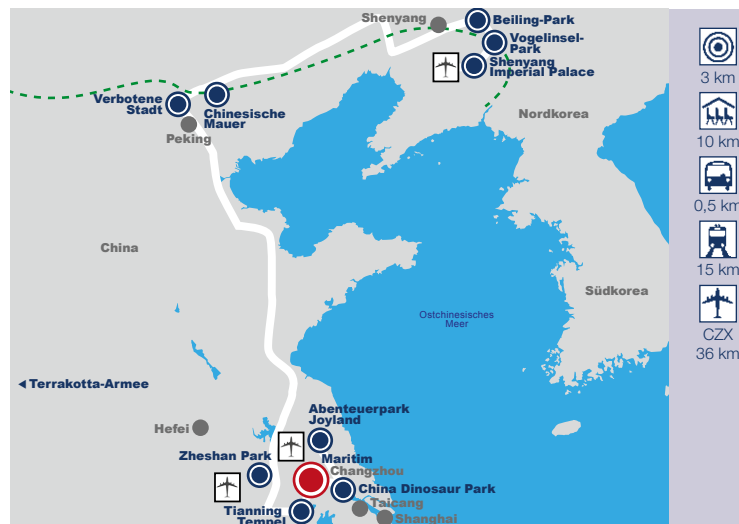 Shenyang
Beiling-Park
Vogelinsel-
Park
Shenyang
Imperial Palace
Verbotene
Stadt
Chinesische
Mauer
Peking
Nordkorea
China
Südkorea
Ostchinesisches
Meer
Terrakotta-Armee
Hefei
Abenteuerpark
Joyland
Zheshan Park
Maritim
Changzhou
China Dinosaur Park
Taicang
Tianning
Tempel
Shanghai
3 km
10 km
0,5 km
15 km
CZX
36 km